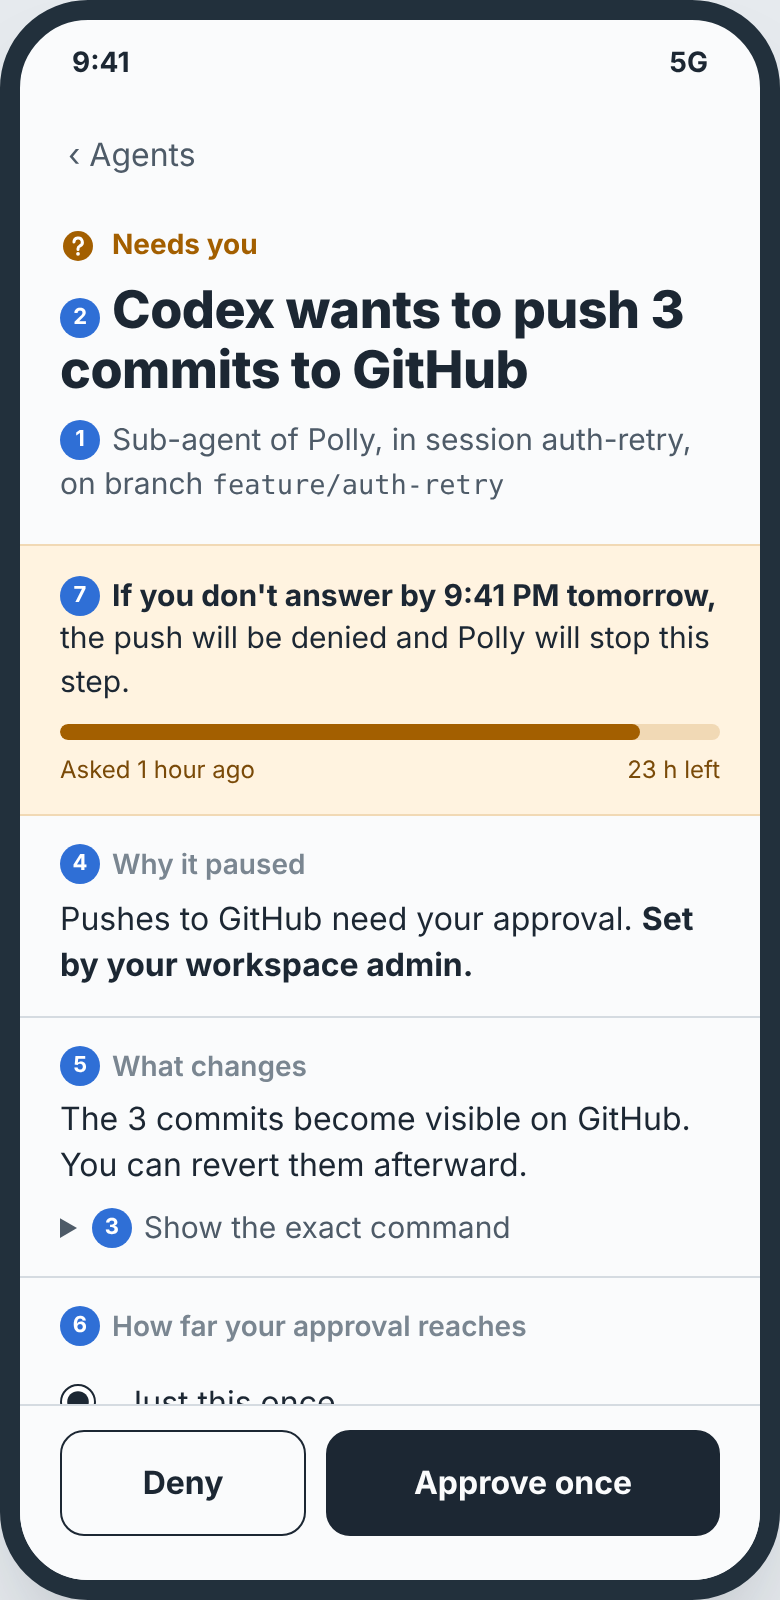 9:41
5G
‹ Agents
? Needs you
2 Codex wants to push 3
commits to GitHub
1 Sub-agent of Polly, in session auth-retry,
on branch feature/auth-retry
7 If you don't answer by 9:41 PM tomorrow,
the push will be denied and Polly will stop this
step.
Asked 1 hour ago
23 h left
4 Why it paused
Pushes to GitHub need your approval. Set
by your workspace admin.
5 What changes
The 3 commits become visible on GitHub.
You can revert them afterward.
3 Show the exact command
6 How far your approval reaches
Just this once
Deny
Approve once